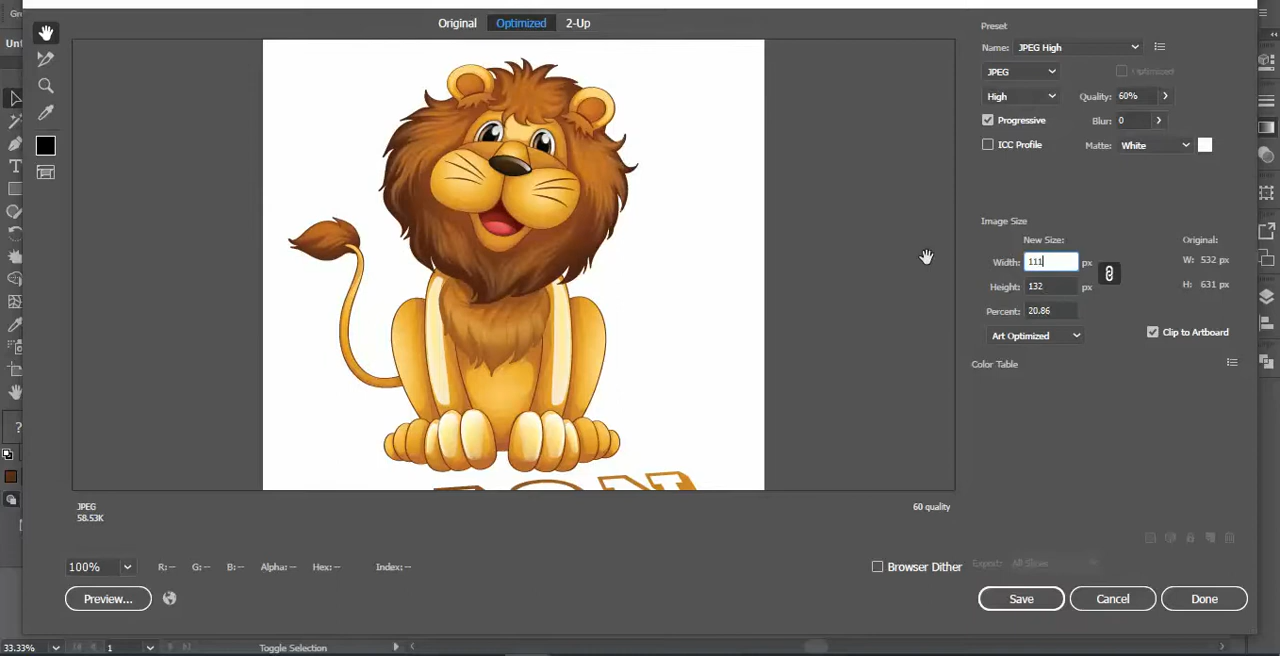 Gr
Original Optimized 2-Up
Preset
Name: JPEG High
Unt
JPEG Optimized
High Quality: 60%
Progressive Blur: 0
ICC Profile Matte: White
Image Size
New Size: Original:
Width: 111 px W: 532 px
Height: 132 px H: 631 px
Percent: 20.86
Art Optimized Clip to Artboard
Color Table
JPEG 60 quality
58.53K
100% R: -- G: -- B: -- Alpha: -- Hex: -- Index: -- Browser Dither Export: All Slices
Preview... Save Cancel Done
33.33% 1 Toggle Selection